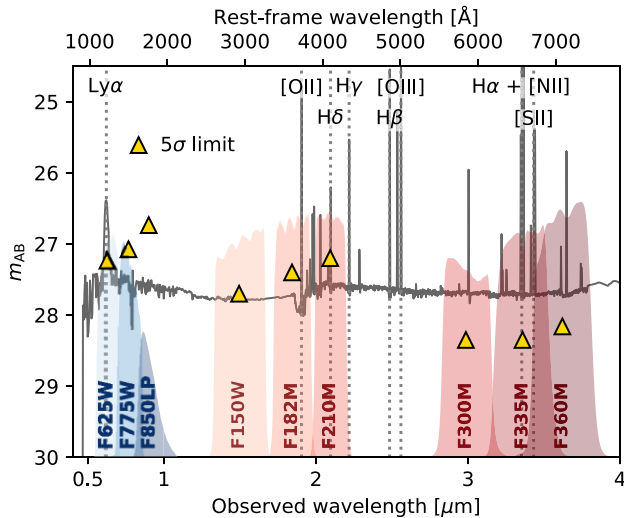 Rest-frame wavelength [Å]
1000 2000 3000 4000 5000 6000 7000
Lyα [OII] Hγ [OIII] Hα + [NII]
Hδ Hβ [SII]
5σ limit
25
26
27
28
29
30
m_AB
F625W F775W F850LP F150W F182M F210M F300M F335M F360M
0.5 1 2 3 4
Observed wavelength [μm]